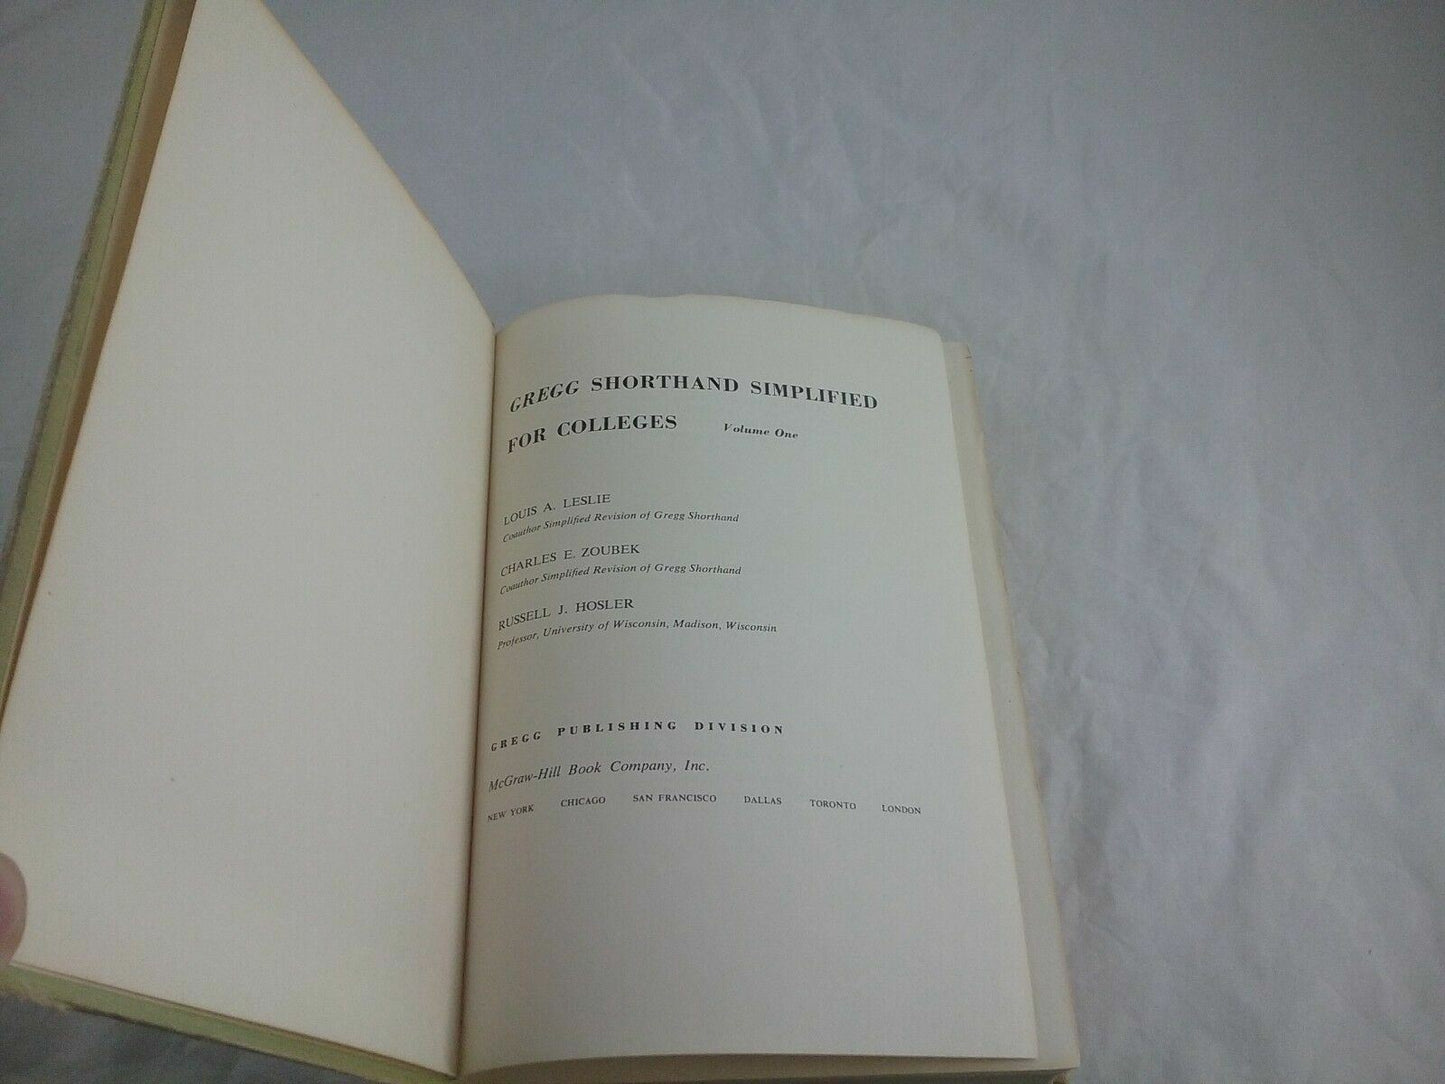 GREGG SHORTHAND SIMPLIFIED
FOR COLLEGES Volume One
LOUIS A. LESLIE
Coauthor Simplified Revision of Gregg Shorthand
CHARLES E. ZOUBEK
Coauthor Simplified Revision of Gregg Shorthand
RUSSELL J. HOSLER
Professor, University of Wisconsin, Madison, Wisconsin
GREGG PUBLISHING DIVISION
McGraw-Hill Book Company, Inc.
NEW YORK CHICAGO SAN FRANCISCO DALLAS TORONTO LONDON